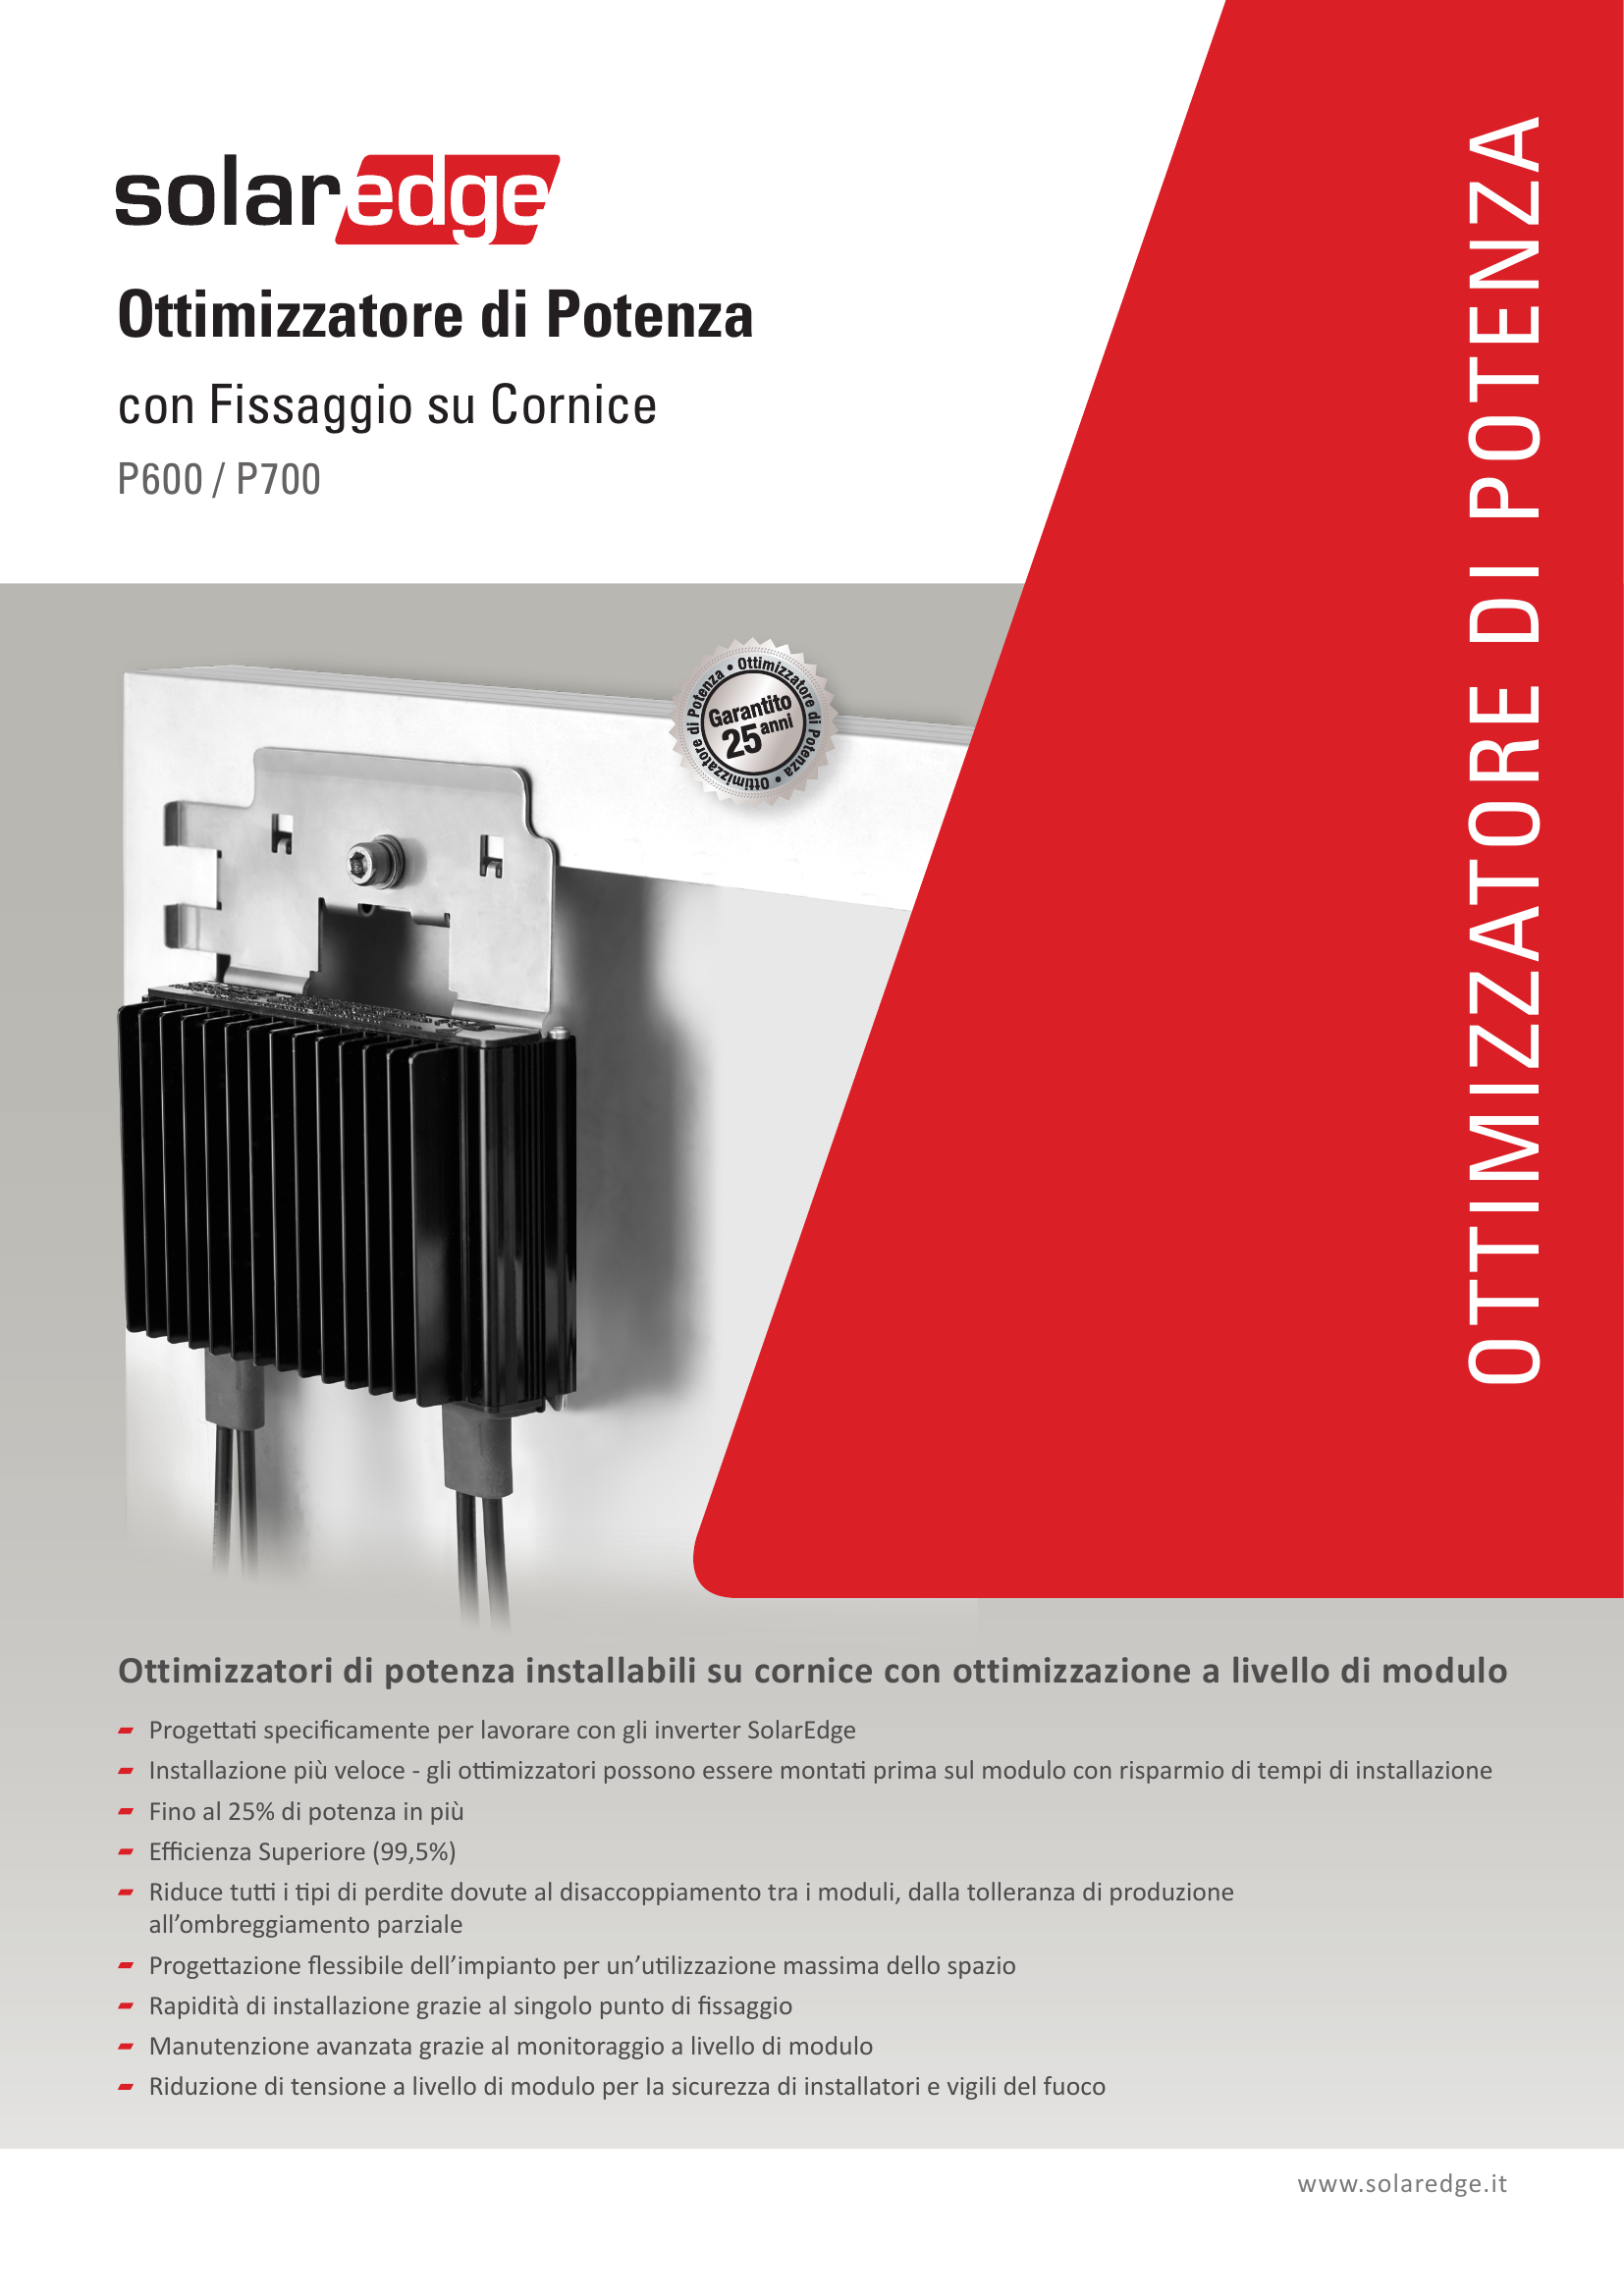 solaredge
Ottimizzatore di Potenza
con Fissaggio su Cornice
P600 / P700
OTTIMIZZATORE DI POTENZA
Ottimizzatore di Potenza • Ottimizzatore di Potenza •
Garantito
25 anni
Ottimizzatori di potenza installabili su cornice con ottimizzazione a livello di modulo
Progettati specificamente per lavorare con gli inverter SolarEdge
Installazione più veloce - gli ottimizzatori possono essere montati prima sul modulo con risparmio di tempi di installazione
Fino al 25% di potenza in più
Efficienza Superiore (99,5%)
Riduce tutti i tipi di perdite dovute al disaccoppiamento tra i moduli, dalla tolleranza di produzione
all’ombreggiamento parziale
Progettazione flessibile dell’impianto per un’utilizzazione massima dello spazio
Rapidità di installazione grazie al singolo punto di fissaggio
Manutenzione avanzata grazie al monitoraggio a livello di modulo
Riduzione di tensione a livello di modulo per Ia sicurezza di installatori e vigili del fuoco
www.solaredge.it